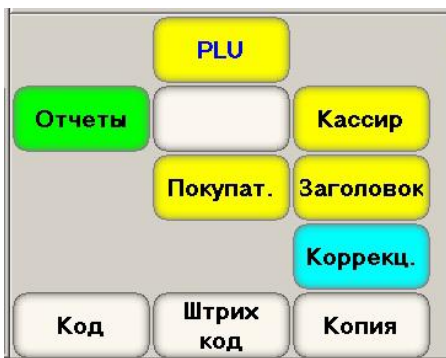 PLU
Отчеты
Кассир
Покупат.
Заголовок
Коррекц.
Код
Штрих
код
Копия